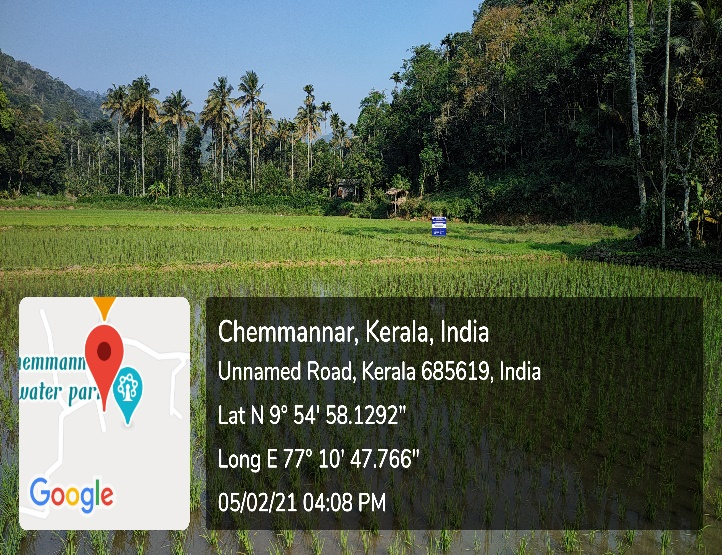 Chemmannar, Kerala, India
Unnamed Road, Kerala 685619, India
Lat N 9° 54' 58.1292"
Long E 77° 10' 47.766"
05/02/21 04:08 PM
hemmann
water par
Google